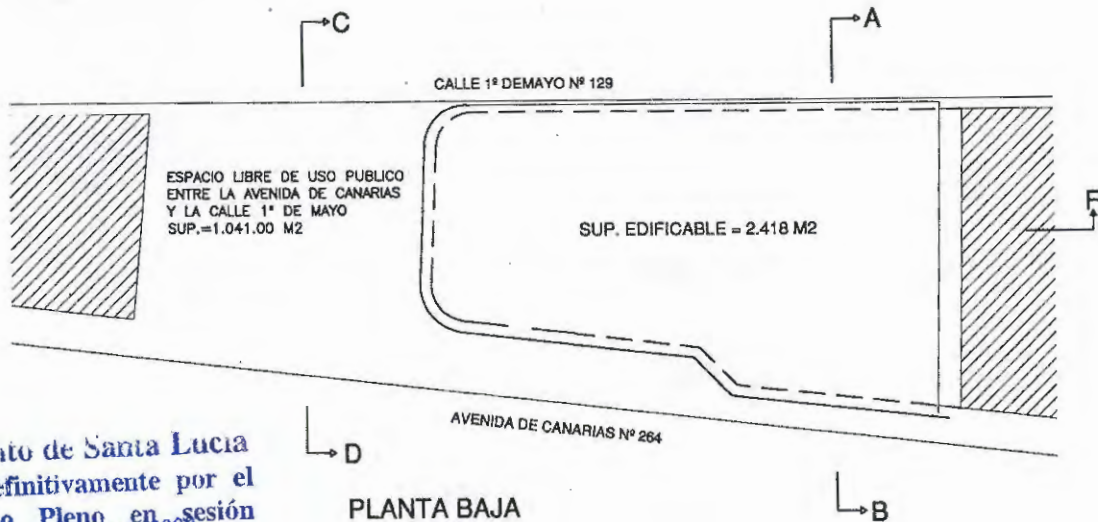 C
A
CALLE 1º DEMAYO Nº 129
ESPACIO LIBRE DE USO PUBLICO
ENTRE LA AVENIDA DE CANARIAS
Y LA CALLE 1º DE MAYO
SUP.=1.041.00 M2
SUP. EDIFICABLE = 2.418 M2
F
AVENIDA DE CANARIAS Nº 264
D
B
PLANTA BAJA
de Santa Lucia
efinitivamente por el
Pleno en sesión